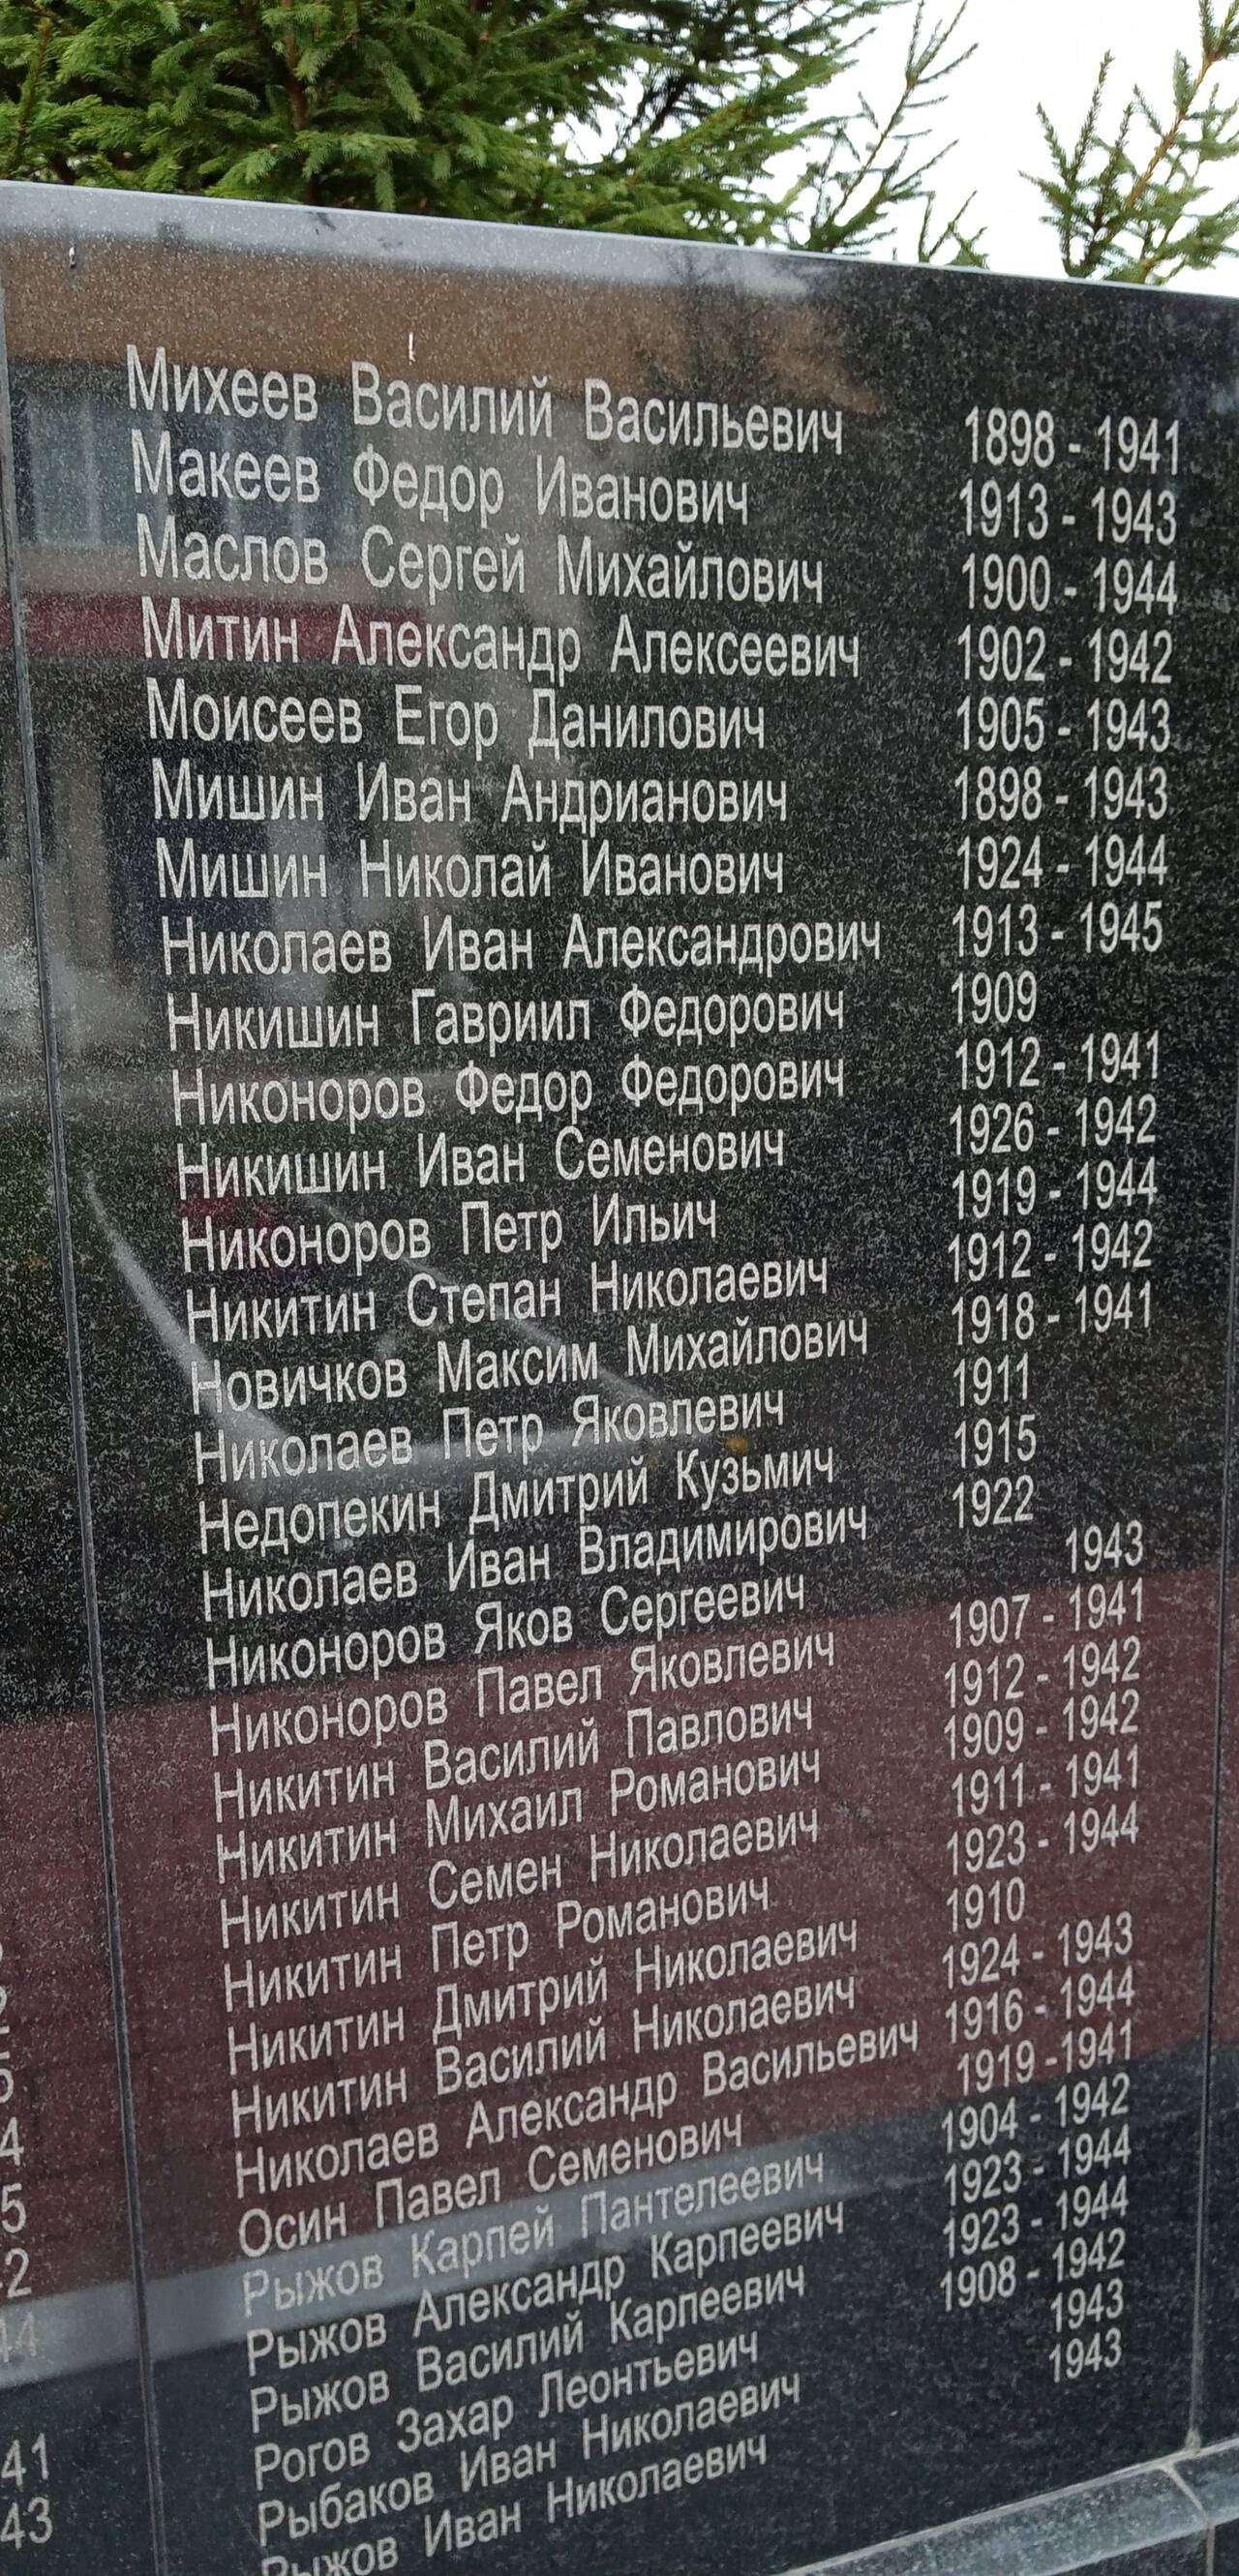 Михеев Василий Васильевич 1898 - 1941
Макеев Федор Иванович 1913 - 1943
Маслов Сергей Михайлович 1900 - 1944
Митин Александр Алексеевич 1902 - 1942
Моисеев Егор Данилович 1905 - 1943
Мишин Иван Андрианович 1898 - 1943
Мишин Николай Иванович 1924 - 1944
Николаев Иван Александрович 1913 - 1945
Никишин Гавриил Федорович 1909
Никоноров Федор Федорович 1912 - 1941
Никишин Иван Семенович 1926 - 1942
Никоноров Петр Ильич 1919 - 1944
Никитин Степан Николаевич 1912 - 1942
Новичков Максим Михайлович 1918 - 1941
Николаев Петр Яковлевич 1911
Недопекин Дмитрий Кузьмич 1915
Николаев Иван Владимирович 1922
Никоноров Яков Сергеевич 1943
Никоноров Павел Яковлевич 1907 - 1941
Никитин Василий Павлович 1912 - 1942
Никитин Михаил Романович 1909 - 1942
Никитин Семен Николаевич 1911 - 1941
Никитин Петр Романович 1923 - 1944
Никитин Дмитрий Николаевич 1910
Никитин Василий Николаевич 1924 - 1943
Николаев Александр Васильевич 1916 - 1944
Осин Павел Семенович 1919 -1941
Рыжов Карпей Пантелеевич 1904 - 1942
Рыжов Александр Карпеевич 1923 - 1944
Рыжов Василий Карпеевич 1923 - 1944
Рогов Захар Леонтьевич 1908 - 1942
Рыбаков Иван Николаевич 1943
Рыжов Иван Николаевич 1943